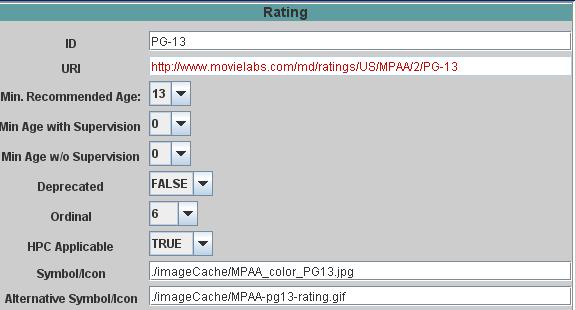 Rating
ID PG-13
URI http://www.movielabs.com/md/ratings/US/MPAA/2/PG-13
Min. Recommended Age: 13
Min Age with Supervision 0
Min Age w/o Supervision 0
Deprecated FALSE
Ordinal 6
HPC Applicable TRUE
Symbol/Icon ./imageCache/MPAA_color_PG13.jpg
Alternative Symbol/Icon ./imageCache/MPAA-pg13-rating.gif